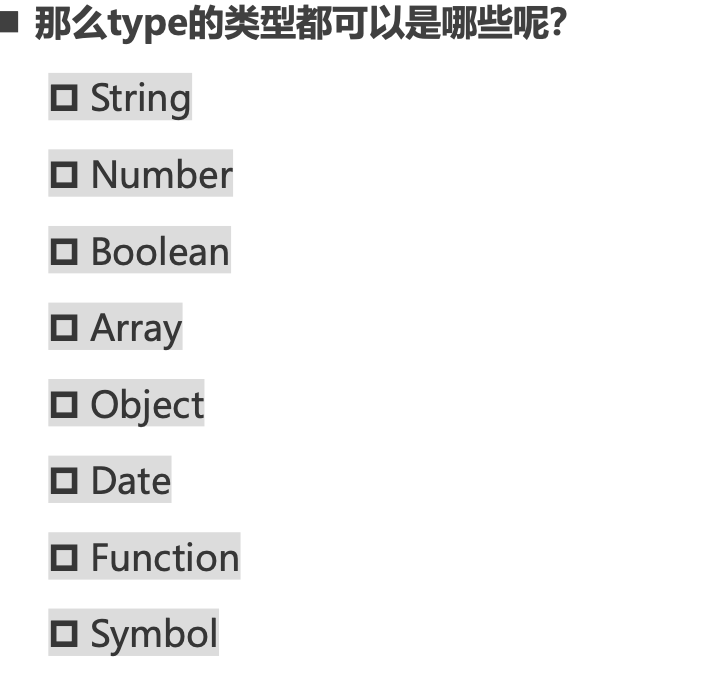 ■ 那么type的类型都可以是哪些呢？
□ String
□ Number
□ Boolean
□ Array
□ Object
□ Date
□ Function
□ Symbol